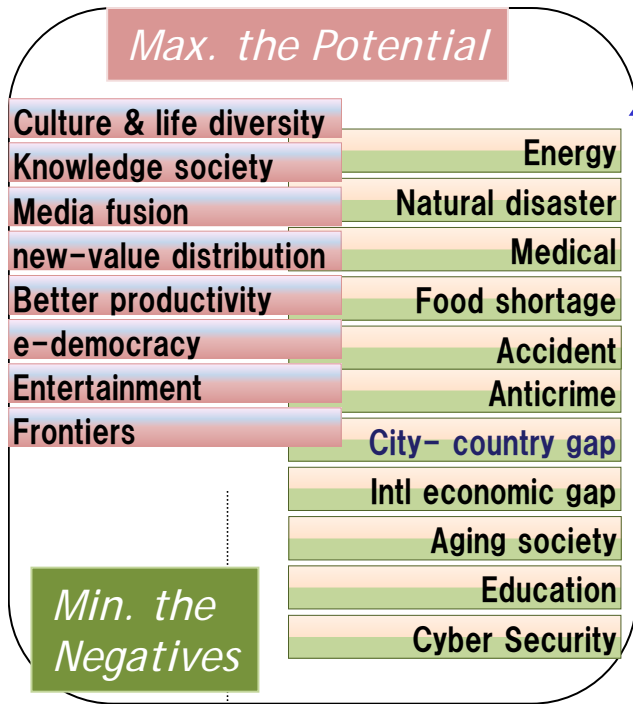 Max. the Potential
Culture & life diversity
Knowledge society
Media fusion
new-value distribution
Better productivity
e-democracy
Entertainment
Frontiers
Energy
Natural disaster
Medical
Food shortage
Accident
Anticrime
City- country gap
Intl economic gap
Aging society
Education
Cyber Security
Min. the
Negatives